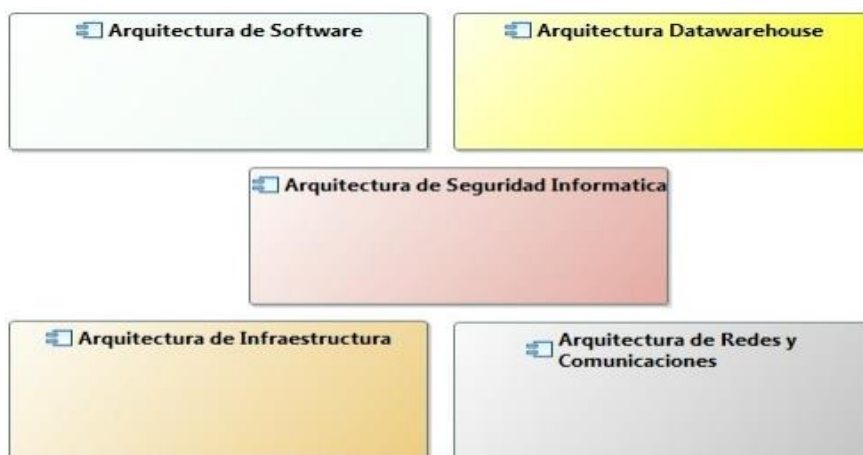 Arquitectura de Software
Arquitectura Datawarehouse
Arquitectura de Seguridad Informatica
Arquitectura de Infraestructura
Arquitectura de Redes y
Comunicaciones